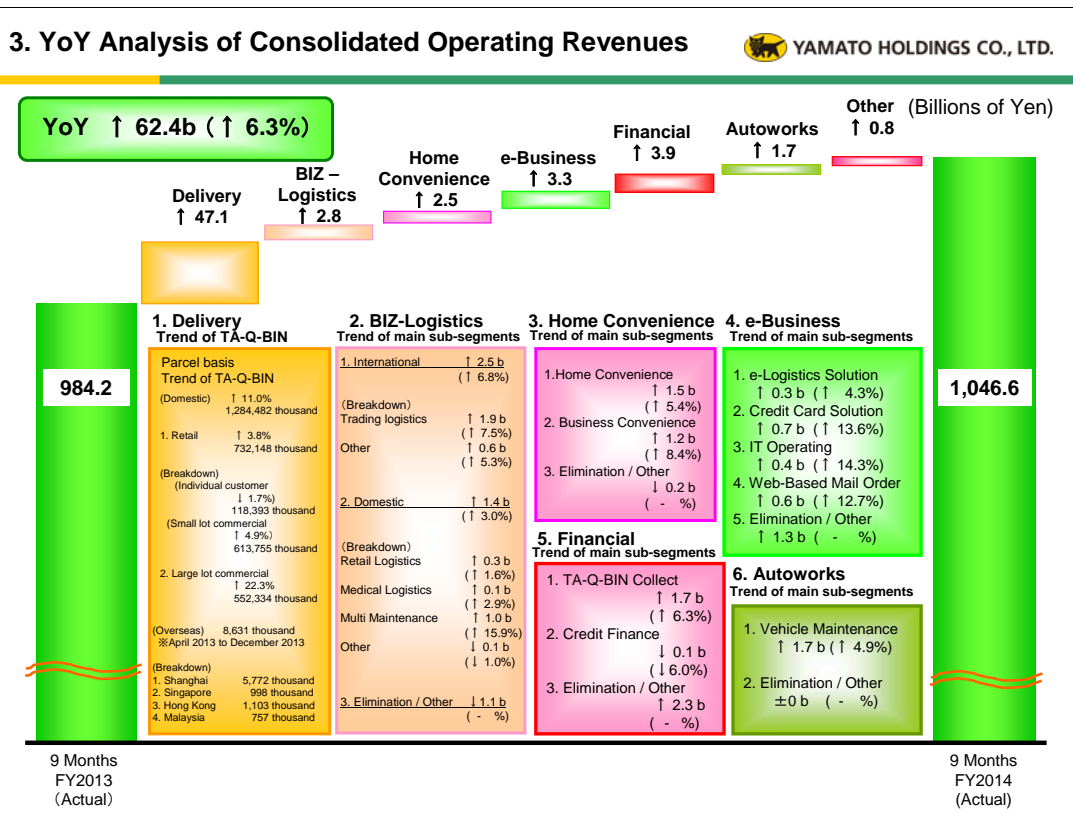 3. YoY Analysis of Consolidated Operating Revenues
YAMATO HOLDINGS CO., LTD.
(Billions of Yen)
YoY ↑ 62.4b (↑ 6.3%)
Delivery
↑ 47.1
BIZ –
Logistics
↑ 2.8
Home
Convenience
↑ 2.5
e-Business
↑ 3.3
Financial
↑ 3.9
Autoworks
↑ 1.7
Other
↑ 0.8
984.2
1. Delivery
Trend of TA-Q-BIN
Parcel basis
Trend of TA-Q-BIN
(Domestic) ↑ 11.0%
1,284,482 thousand
1. Retail ↑ 3.8%
732,148 thousand
(Breakdown)
(Individual customer
↓ 1.7%)
118,393 thousand
(Small lot commercial
↑ 4.9%)
613,755 thousand
2. Large lot commercial
↑ 22.3%
552,334 thousand
(Overseas) 8,631 thousand
※April 2013 to December 2013
(Breakdown)
1. Shanghai 5,772 thousand
2. Singapore 998 thousand
3. Hong Kong 1,103 thousand
4. Malaysia 757 thousand
2. BIZ-Logistics
Trend of main sub-segments
1. International ↑ 2.5 b
(↑ 6.8%)
（Breakdown）
Trading logistics ↑ 1.9 b
(↑ 7.5%)
Other ↑ 0.6 b
(↑ 5.3%)
2. Domestic ↑ 1.4 b
(↑ 3.0%)
（Breakdown）
Retail Logistics ↑ 0.3 b
(↑ 1.6%)
Medical Logistics ↑ 0.1 b
(↑ 2.9%)
Multi Maintenance ↑ 1.0 b
(↑ 15.9%)
Other ↓ 0.1 b
(↓ 1.0%)
3. Elimination / Other ↓ 1.1 b
( - %)
3. Home Convenience
Trend of main sub-segments
1.Home Convenience
↑ 1.5 b
(↑ 5.4%)
2. Business Convenience
↑ 1.2 b
(↑ 8.4%)
3. Elimination / Other
↓ 0.2 b
( - %)
4. e-Business
Trend of main sub-segments
1. e-Logistics Solution
↑ 0.3 b (↑ 4.3%)
2. Credit Card Solution
↑ 0.7 b (↑ 13.6%)
3. IT Operating
↑ 0.4 b (↑ 14.3%)
4. Web-Based Mail Order
↑ 0.6 b (↑ 12.7%)
5. Elimination / Other
↑ 1.3 b ( - %)
5. Financial
Trend of main sub-segments
1. TA-Q-BIN Collect
↑ 1.7 b
(↑ 6.3%)
2. Credit Finance
↓ 0.1 b
(↓6.0%)
3. Elimination / Other
↑ 2.3 b
( - %)
6. Autoworks
Trend of main sub-segments
1. Vehicle Maintenance
↑ 1.7 b (↑ 4.9%)
2. Elimination / Other
±0 b ( - %)
1,046.6
9 Months
FY2013
（Actual）
9 Months
FY2014
(Actual)